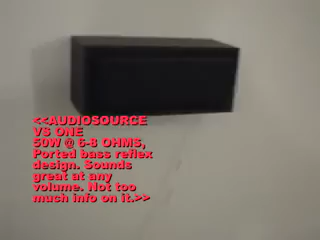 <<AUDIOSOURCE
VS ONE
50W @ 6-8 OHMS,
Ported bass reflex
design. Sounds
great at any
volume. Not too
much info on it.>>